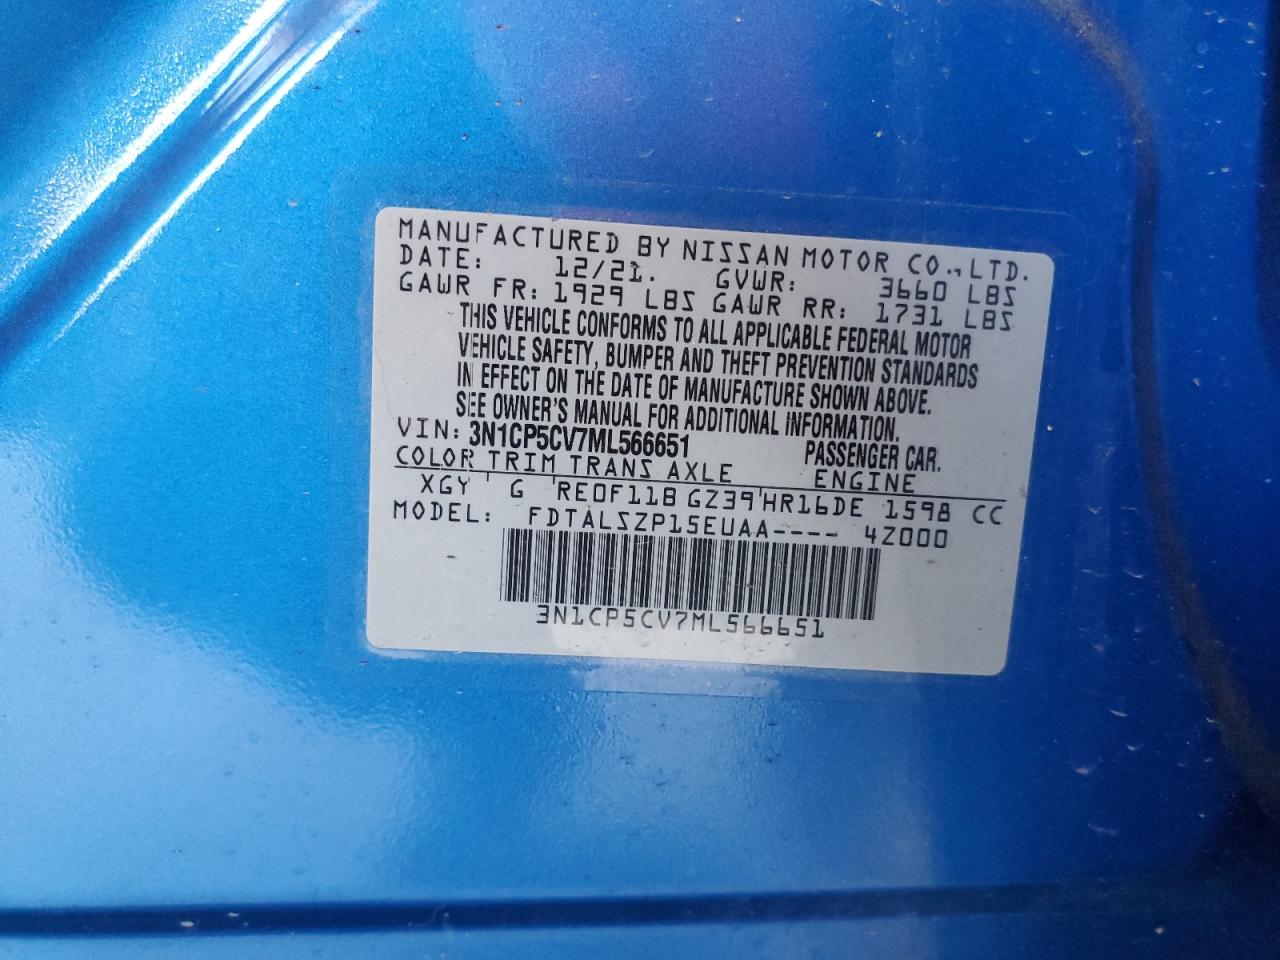 MANUFACTURED BY NISSAN MOTOR CO.,LTD.
DATE: 12/21. GVWR: 3660 LBS
GAWR FR: 1929 LBS GAWR RR: 1731 LBS
THIS VEHICLE CONFORMS TO ALL APPLICABLE FEDERAL MOTOR
VEHICLE SAFETY, BUMPER AND THEFT PREVENTION STANDARDS
IN EFFECT ON THE DATE OF MANUFACTURE SHOWN ABOVE.
SEE OWNER'S MANUAL FOR ADDITIONAL INFORMATION.
VIN: 3N1CP5CV7ML566651 PASSENGER CAR.
COLOR TRIM TRANS AXLE ENGINE
XGY G RE0F11B GZ39 HR16DE 1598 CC
MODEL: FDTALSZP15EUAA---- 4Z000
3N1CP5CV7ML566651